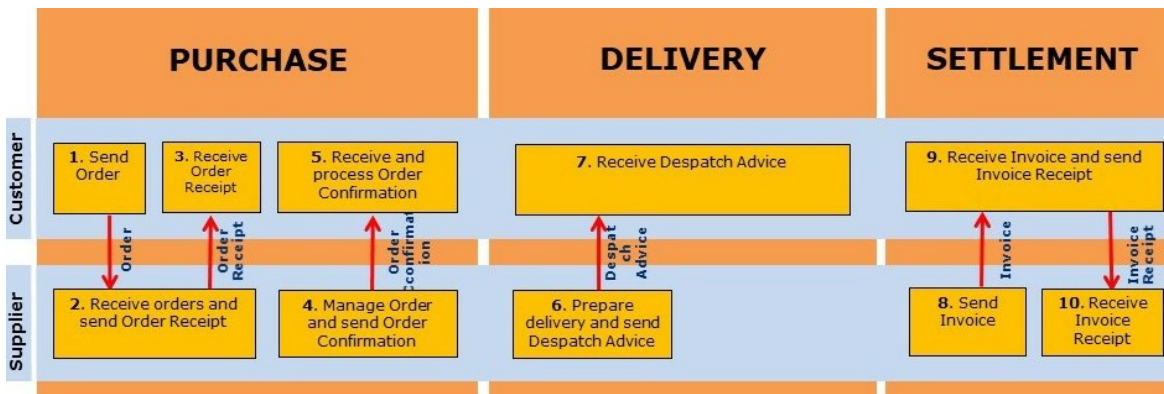 PURCHASE
DELIVERY
SETTLEMENT
Customer
1. Send
Order
3. Receive
Order
Receipt
5. Receive and
process Order
Confirmation
7. Receive Despatch Advice
9. Receive Invoice and send
Invoice Receipt
Order
Order
Receipt
Order
Cconfirmat
ion
Despat
ch
Advice
Invoice
Invoice
Receipt
Supplier
2. Receive orders and
send Order Receipt
4. Manage Order
and send Order
Confirmation
6. Prepare
delivery and send
Despatch Advice
8. Send
Invoice
10. Receive
Invoice
Receipt